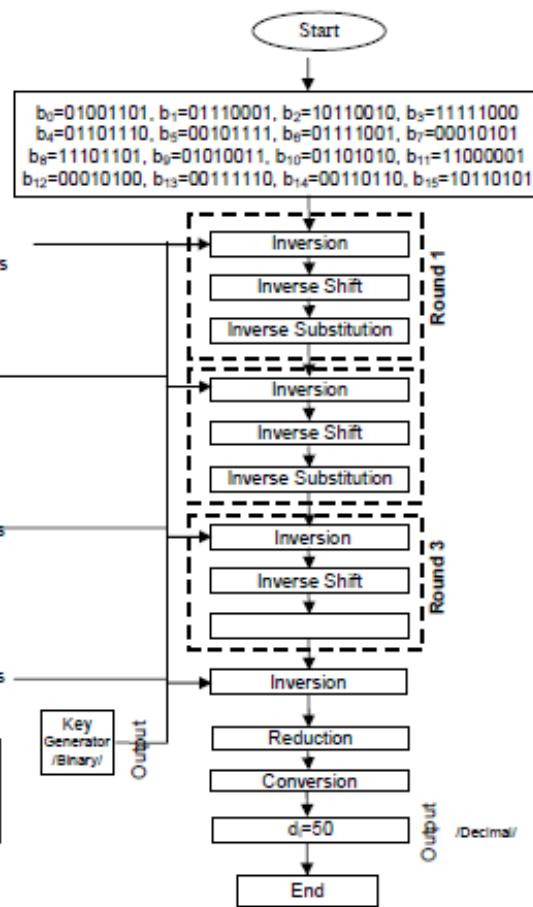 Start
b₀=01001101, b₁=01110001, b₂=10110010, b₃=11111000
b₄=01101110, b₅=00101111, b₆=01111001, b₇=00010101
b₈=11101101, b₉=01010011, b₁₀=01101010, b₁₁=11000001
b₁₂=00010100, b₁₃=00111110, b₁₄=00110110, b₁₅=10110101
s
Inversion
Inverse Shift
Inverse Substitution
Round 1
Inversion
Inverse Shift
Inverse Substitution
s
Inversion
Inverse Shift
Round 3
s
Inversion
Key
Generator
/Binary/
Output
Reduction
Conversion
dᵢ=50
Output
/Decimal/
End